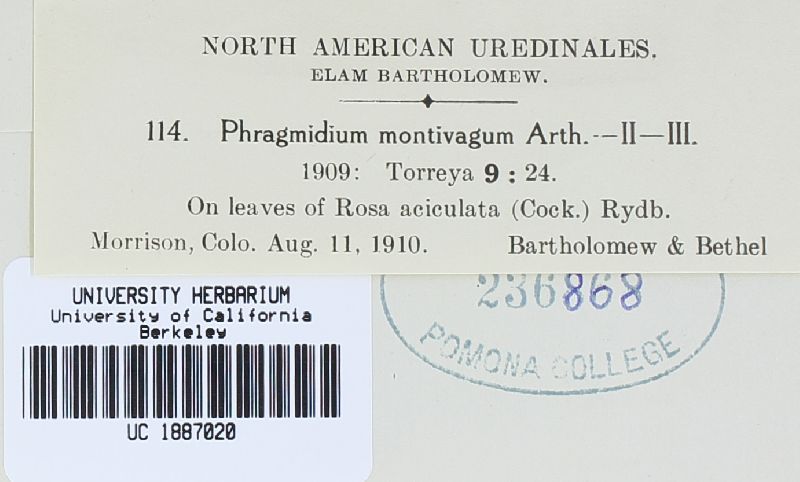 NORTH AMERICAN UREDINALES.
ELAM BARTHOLOMEW.
114. Phragmidium montivagum Arth.--II—III.
1909: Torreya 9 : 24.
On leaves of Rosa aciculata (Cock.) Rydb.
Morrison, Colo. Aug. 11, 1910. Bartholomew & Bethel
236868
POMONA COLLEGE
UNIVERSITY HERBARIUM
University of California
Berkeley
UC 1887020